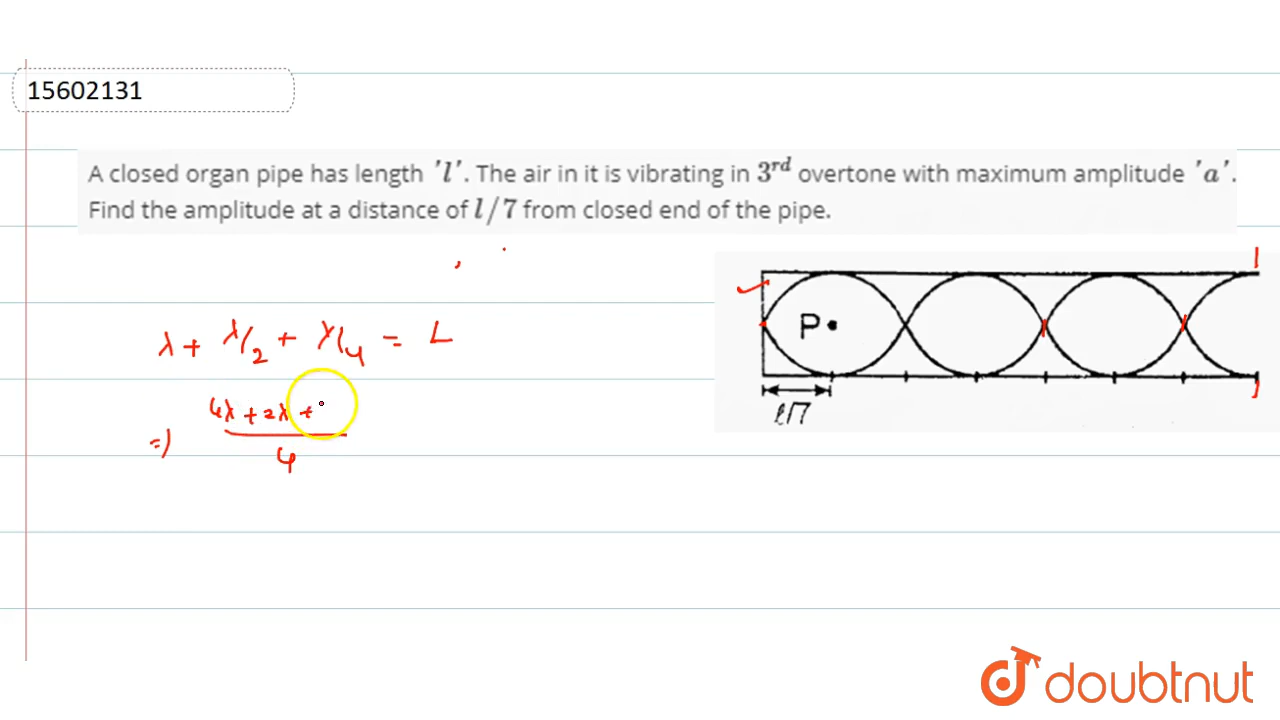 15602131
A closed organ pipe has length 'l'. The air in it is vibrating in 3rd overtone with maximum amplitude 'a'.
Find the amplitude at a distance of l/7 from closed end of the pipe.
λ + λ/2 + λ/4 = L
⇒ (4λ + 2λ +)/4
P
ℓ/7
doubtnut